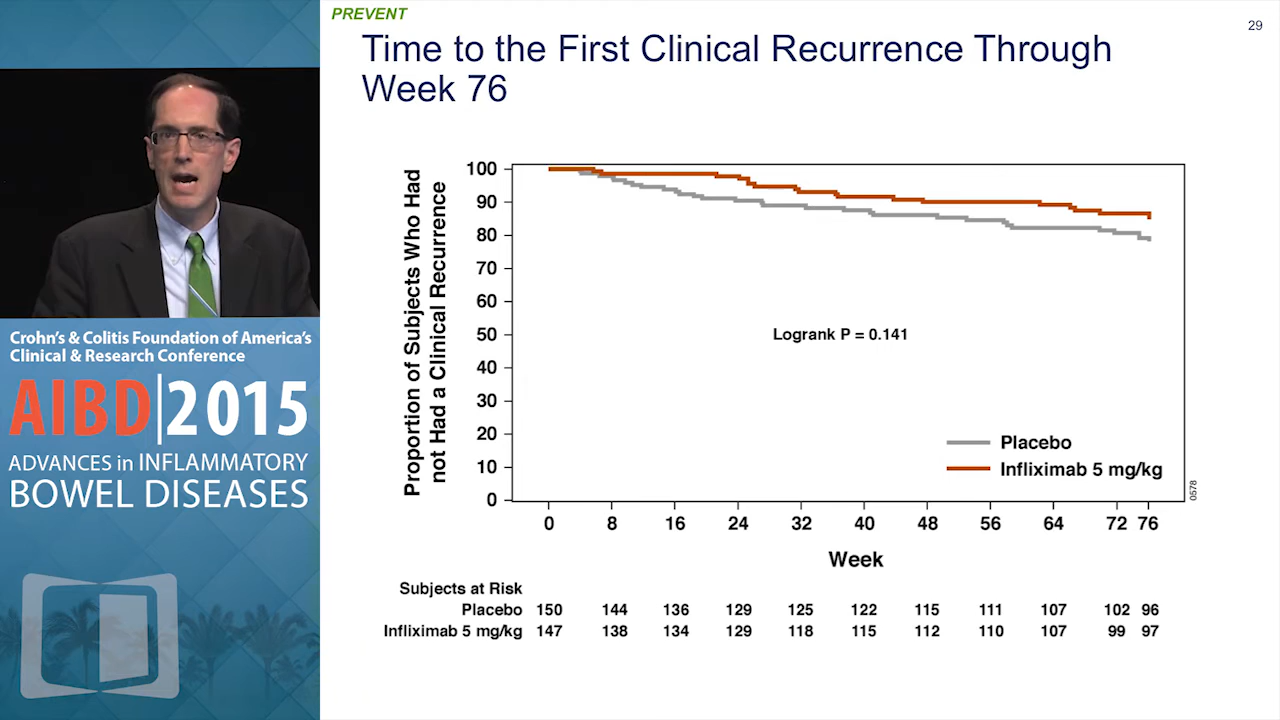 PREVENT
29
Time to the First Clinical Recurrence Through
Week 76
Crohn's & Colitis Foundation of America's
Clinical & Research Conference
AIBD|2015
ADVANCES in INFLAMMATORY
BOWEL DISEASES
Proportion of Subjects Who Had
not Had a Clinical Recurrence
100
90
80
70
60
50
40
30
20
10
0
Logrank P = 0.141
Placebo
Infliximab 5 mg/kg
0578
0 8 16 24 32 40 48 56 64 72 76
Week
Subjects at Risk
Placebo 150 144 136 129 125 122 115 111 107 102 96
Infliximab 5 mg/kg 147 138 134 129 118 115 112 110 107 99 97